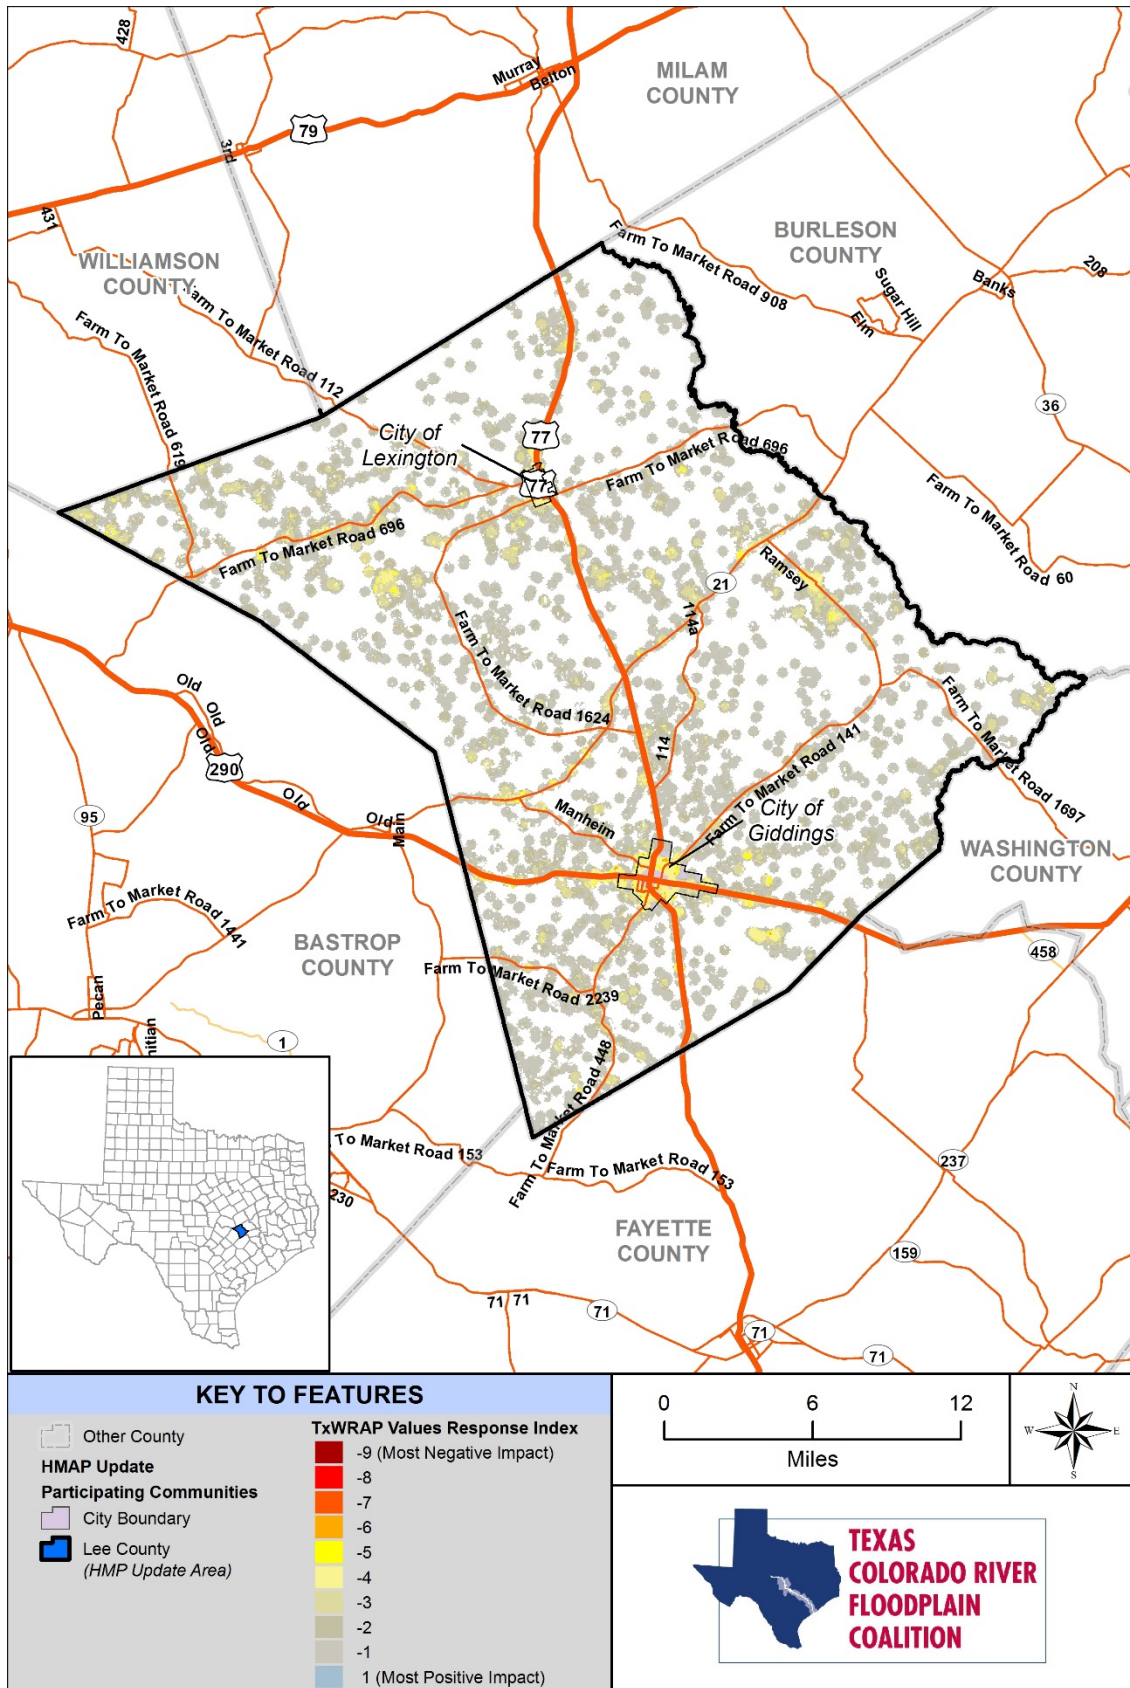 428
Murray
Belton
MILAM
COUNTY
79
3rd
431
WILLIAMSON
COUNTY
BURLESON
COUNTY
Farm To Market Road 908
Sugar Hill
Elm
Banks
208
Farm To Market Road 112
Farm To Market Road 619
36
City of
Lexington
77
77
Farm To Market Road 696
Farm To Market Road 696
Farm To Market Road 60
Ramsey
21
114a
Farm To Market Road 1624
Old
Old
Old
290
Old
Old
Main
95
114
Farm To Market Road 141
Farm To Market Road 1697
Manheim
City of
Giddings
WASHINGTON
COUNTY
Farm To Market Road 1441
BASTROP
COUNTY
Farm To Market Road 2239
458
Pecan
1
Farm To Market Road 448
To Market Road 153
Farm To Market Road 153
230
237
FAYETTE
COUNTY
159
71
71
71
71
71
KEY TO FEATURES
Other County
HMAP Update
Participating Communities
City Boundary
Lee County
(HMP Update Area)
TxWRAP Values Response Index
-9 (Most Negative Impact)
-8
-7
-6
-5
-4
-3
-2
-1
1 (Most Positive Impact)
0
6
12
Miles
N
W
E
S
TEXAS
COLORADO RIVER
FLOODPLAIN
COALITION